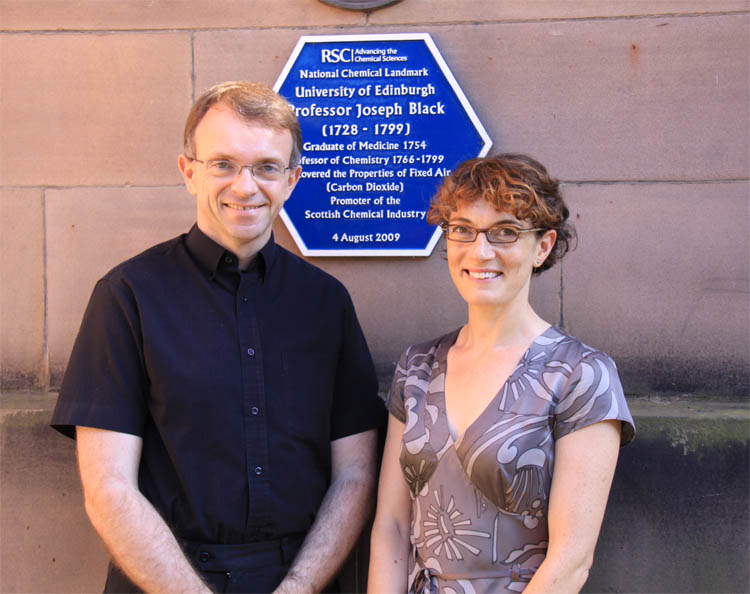 RSC | Advancing the
Chemical Sciences
National Chemical Landmark
University of Edinburgh
Professor Joseph Black
(1728 - 1799)
Graduate of Medicine 1754
ofessor of Chemistry 1766-1799
overed the Properties of Fixed Air
(Carbon Dioxide)
Promoter of the
Scottish Chemical Industry
4 August 2009